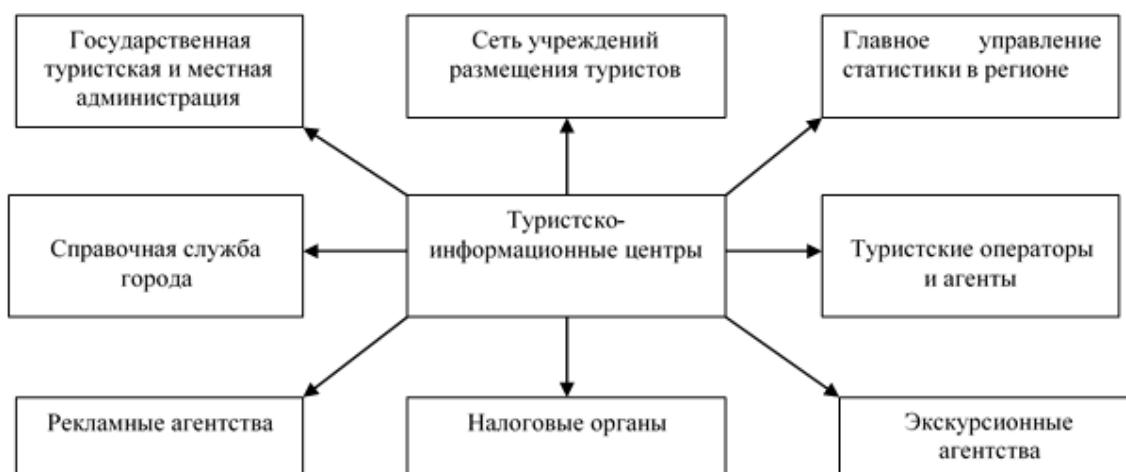 Государственная
туристская и местная
администрация
Сеть учреждений
размещения туристов
Главное управление
статистики в регионе
Справочная служба
города
Туристско-
информационные центры
Туристские операторы
и агенты
Рекламные агентства
Налоговые органы
Экскурсионные
агентства